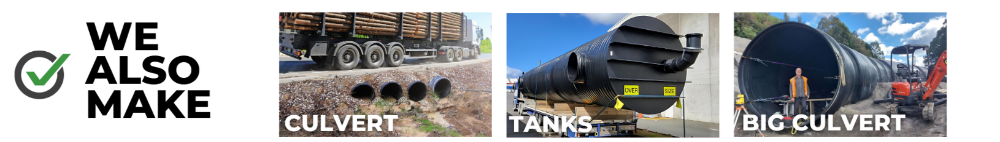 WE
ALSO
MAKE
CULVERT
OVER
SIZE
TANKS
BIG CULVERT